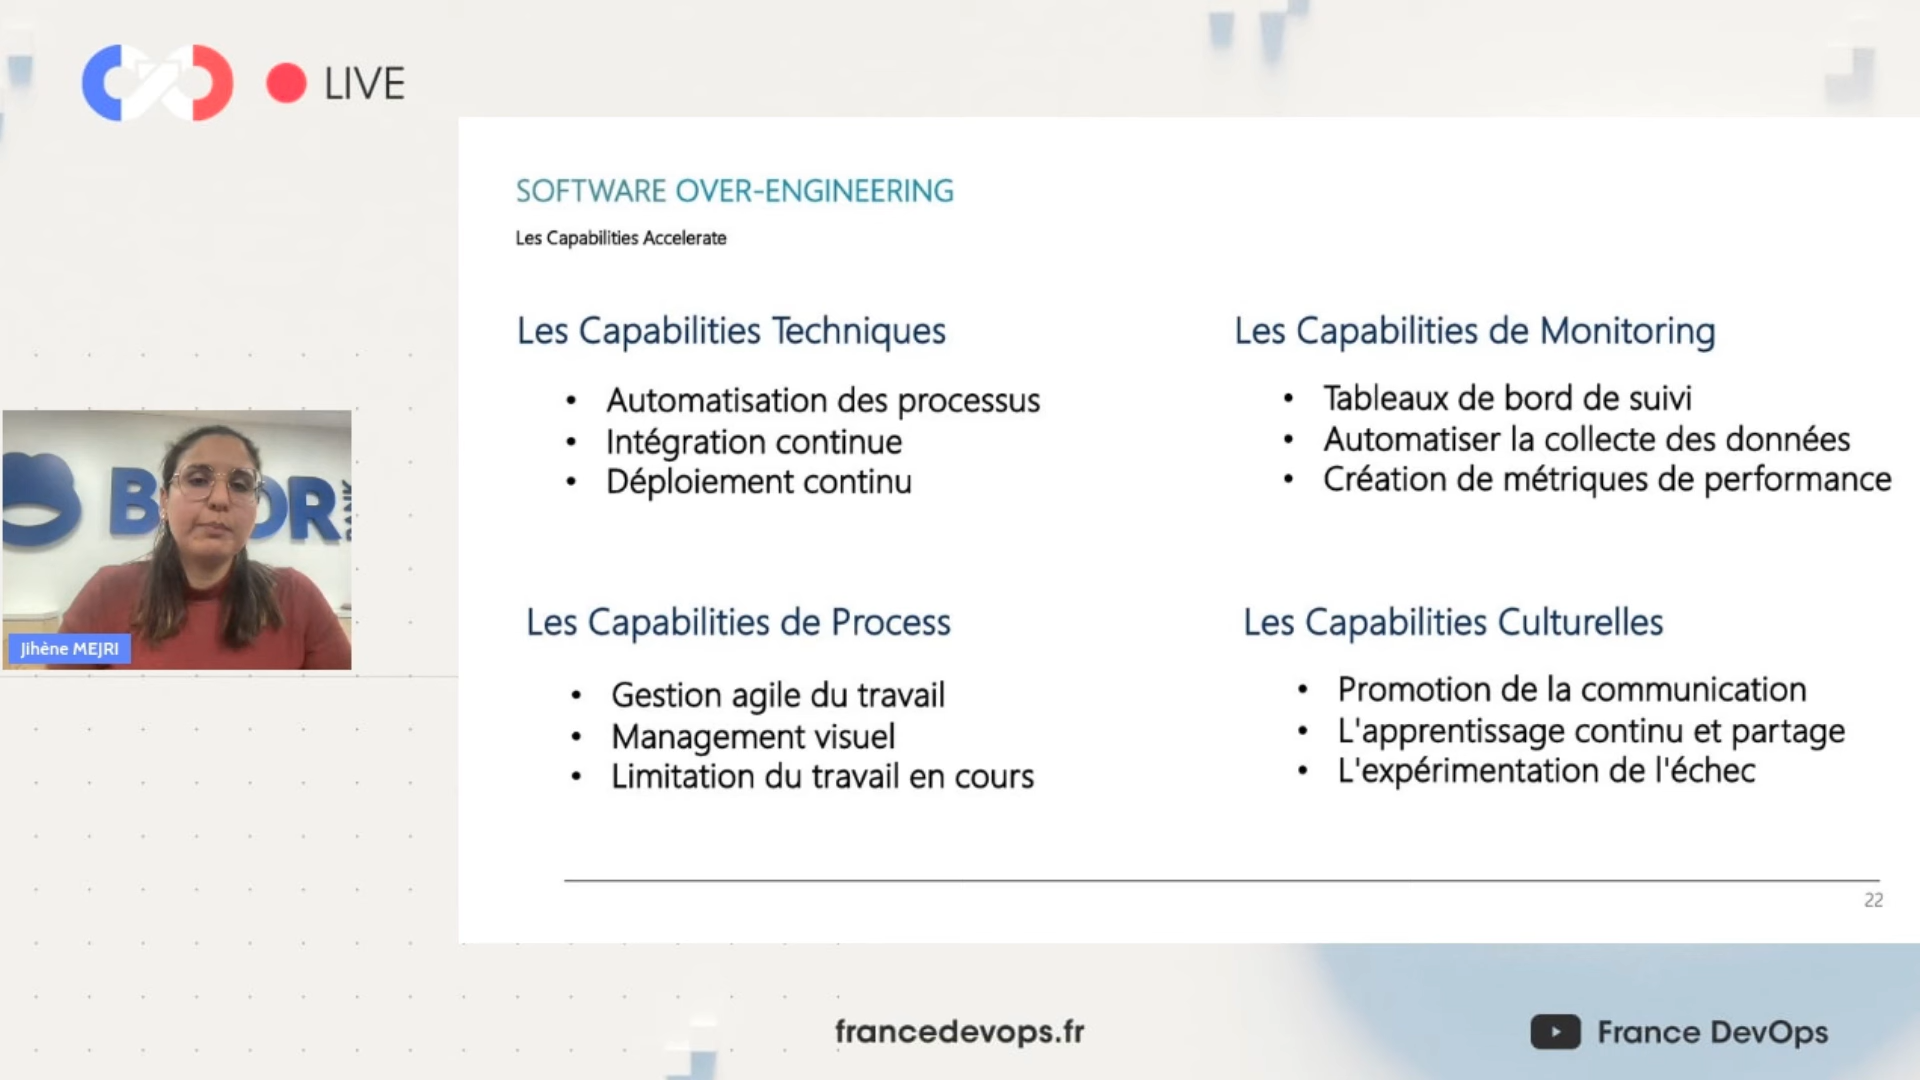 LIVE
SOFTWARE OVER-ENGINEERING
Les Capabilities Accelerate
Les Capabilities Techniques
• Automatisation des processus
• Intégration continue
• Déploiement continu
Les Capabilities de Monitoring
• Tableaux de bord de suivi
• Automatiser la collecte des données
• Création de métriques de performance
Les Capabilities de Process
• Gestion agile du travail
• Management visuel
• Limitation du travail en cours
Les Capabilities Culturelles
• Promotion de la communication
• L'apprentissage continu et partage
• L'expérimentation de l'échec
22
Jihène MEJRI
francedevops.fr
France DevOps